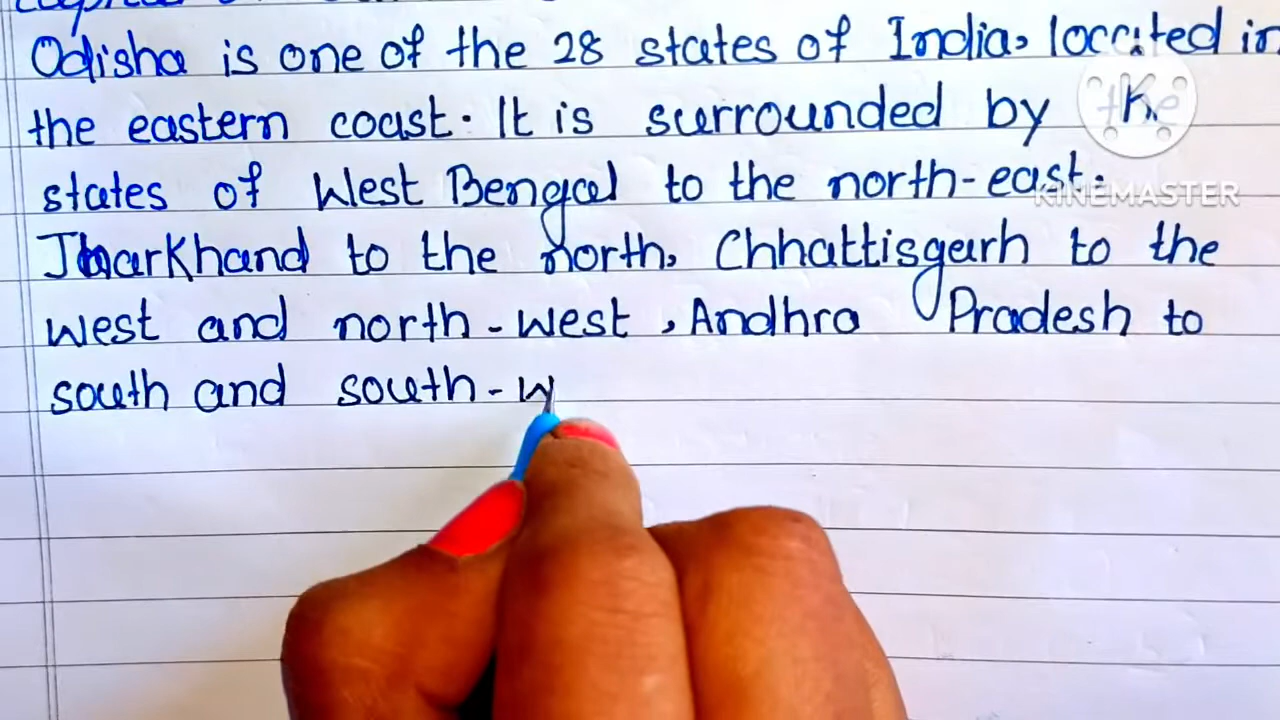 Odisha is one of the 28 states of India, located in
the eastern coast. It is surrounded by the
states of West Bengal to the north-east.
Jharkhand to the north, Chhattisgarh to the
west and north-west, Andhra Pradesh to
south and south-w
KINEMASTER